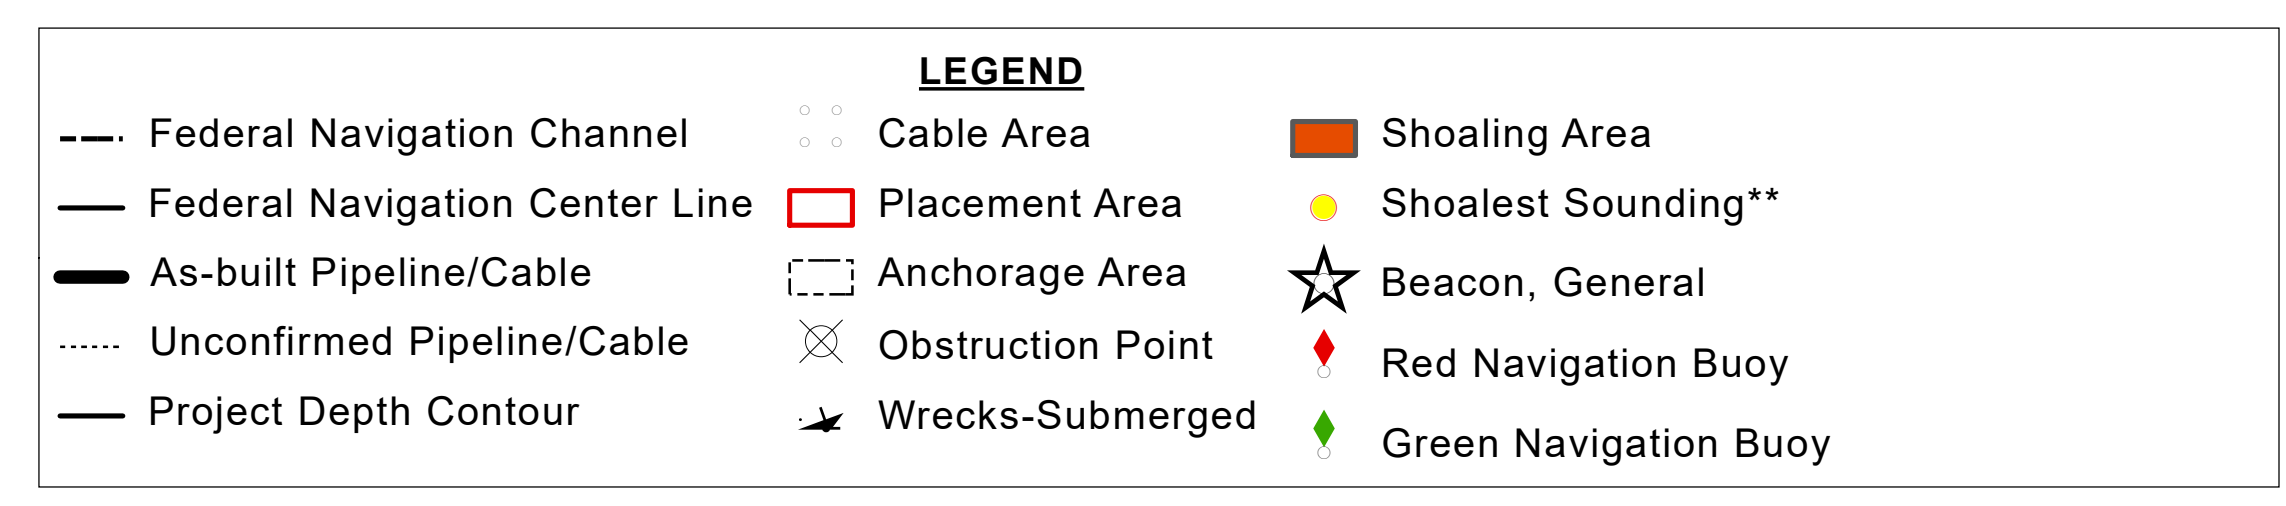 LEGEND
Federal Navigation Channel
Federal Navigation Center Line
As-built Pipeline/Cable
Unconfirmed Pipeline/Cable
Project Depth Contour
Cable Area
Placement Area
Anchorage Area
Obstruction Point
Wrecks-Submerged
Shoaling Area
Shoalest Sounding**
Beacon, General
Red Navigation Buoy
Green Navigation Buoy